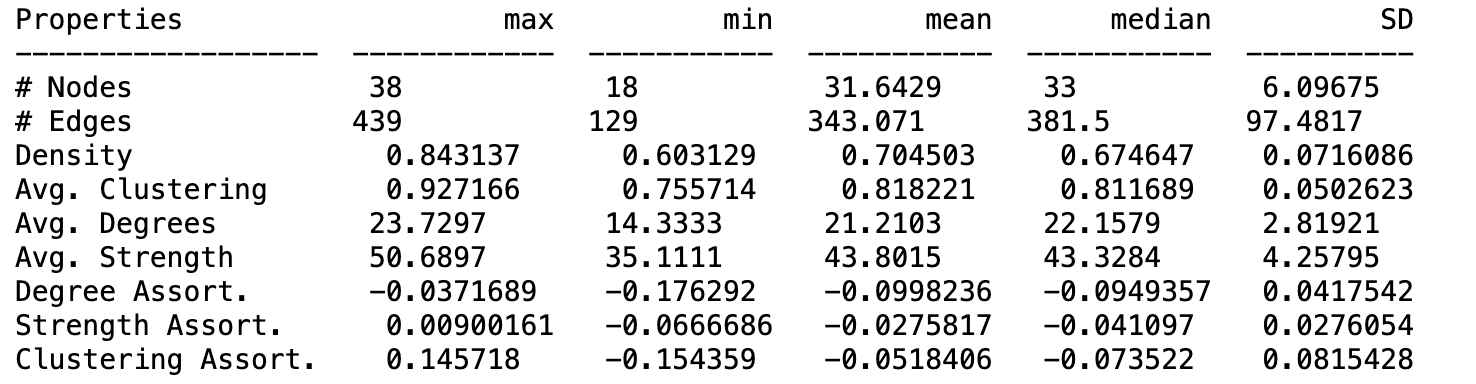 Properties                   max          min         mean       median          SD
------------------  ------------  -----------  -----------  -----------  ----------
# Nodes              38            18           31.6429      33           6.09675
# Edges             439           129          343.071      381.5        97.4817
Density               0.843137      0.603129     0.704503     0.674647    0.0716086
Avg. Clustering       0.927166      0.755714     0.818221     0.811689    0.0502623
Avg. Degrees         23.7297       14.3333      21.2103      22.1579      2.81921
Avg. Strength        50.6897       35.1111      43.8015      43.3284      4.25795
Degree Assort.       -0.0371689    -0.176292    -0.0998236   -0.0949357   0.0417542
Strength Assort.      0.00900161   -0.0666686   -0.0275817   -0.041097    0.0276054
Clustering Assort.    0.145718     -0.154359    -0.0518406   -0.073522    0.0815428